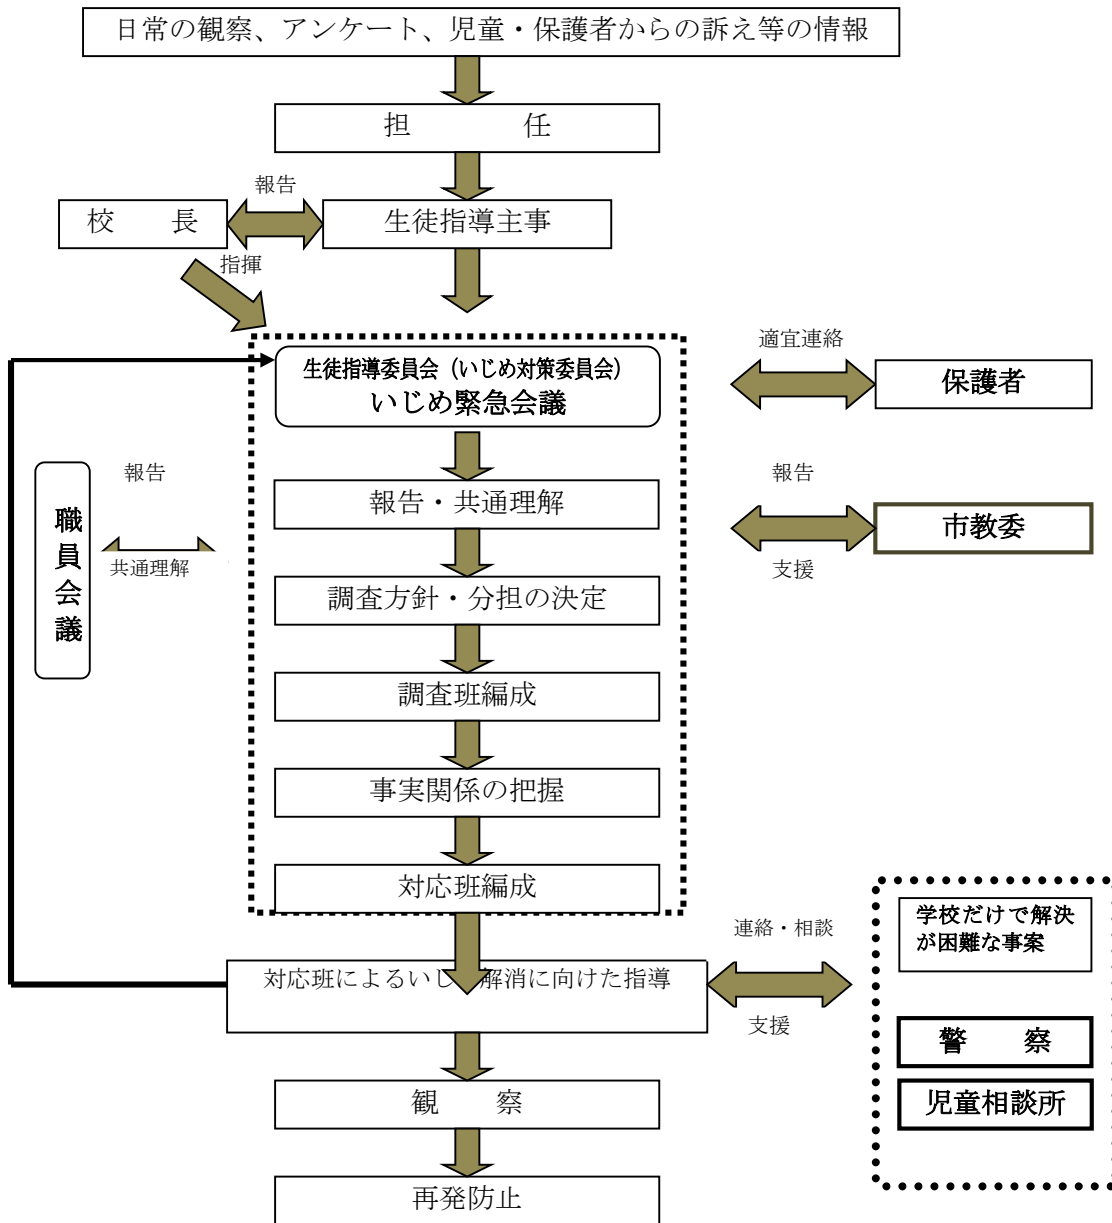 日常の観察、アンケート、児童・保護者からの訴え等の情報
担　　　任
報告
校　　長
生徒指導主事
指揮
生徒指導委員会（いじめ対策委員会）
いじめ緊急会議
適宜連絡
保護者
職員会議
報告
共通理解
報告・共通理解
報告
市教委
支援
調査方針・分担の決定
調査班編成
事実関係の把握
対応班編成
連絡・相談
学校だけで解決
が困難な事案
対応班によるいじ　解消に向けた指導
支援
警　　察
児童相談所
観　　察
再発防止